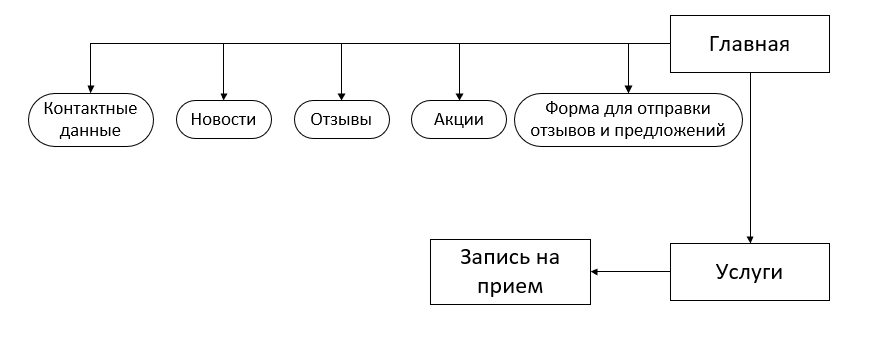 Главная
Контактные
данные
Новости
Отзывы
Акции
Форма для отправки
отзывов и предложений
Запись на
прием
Услуги